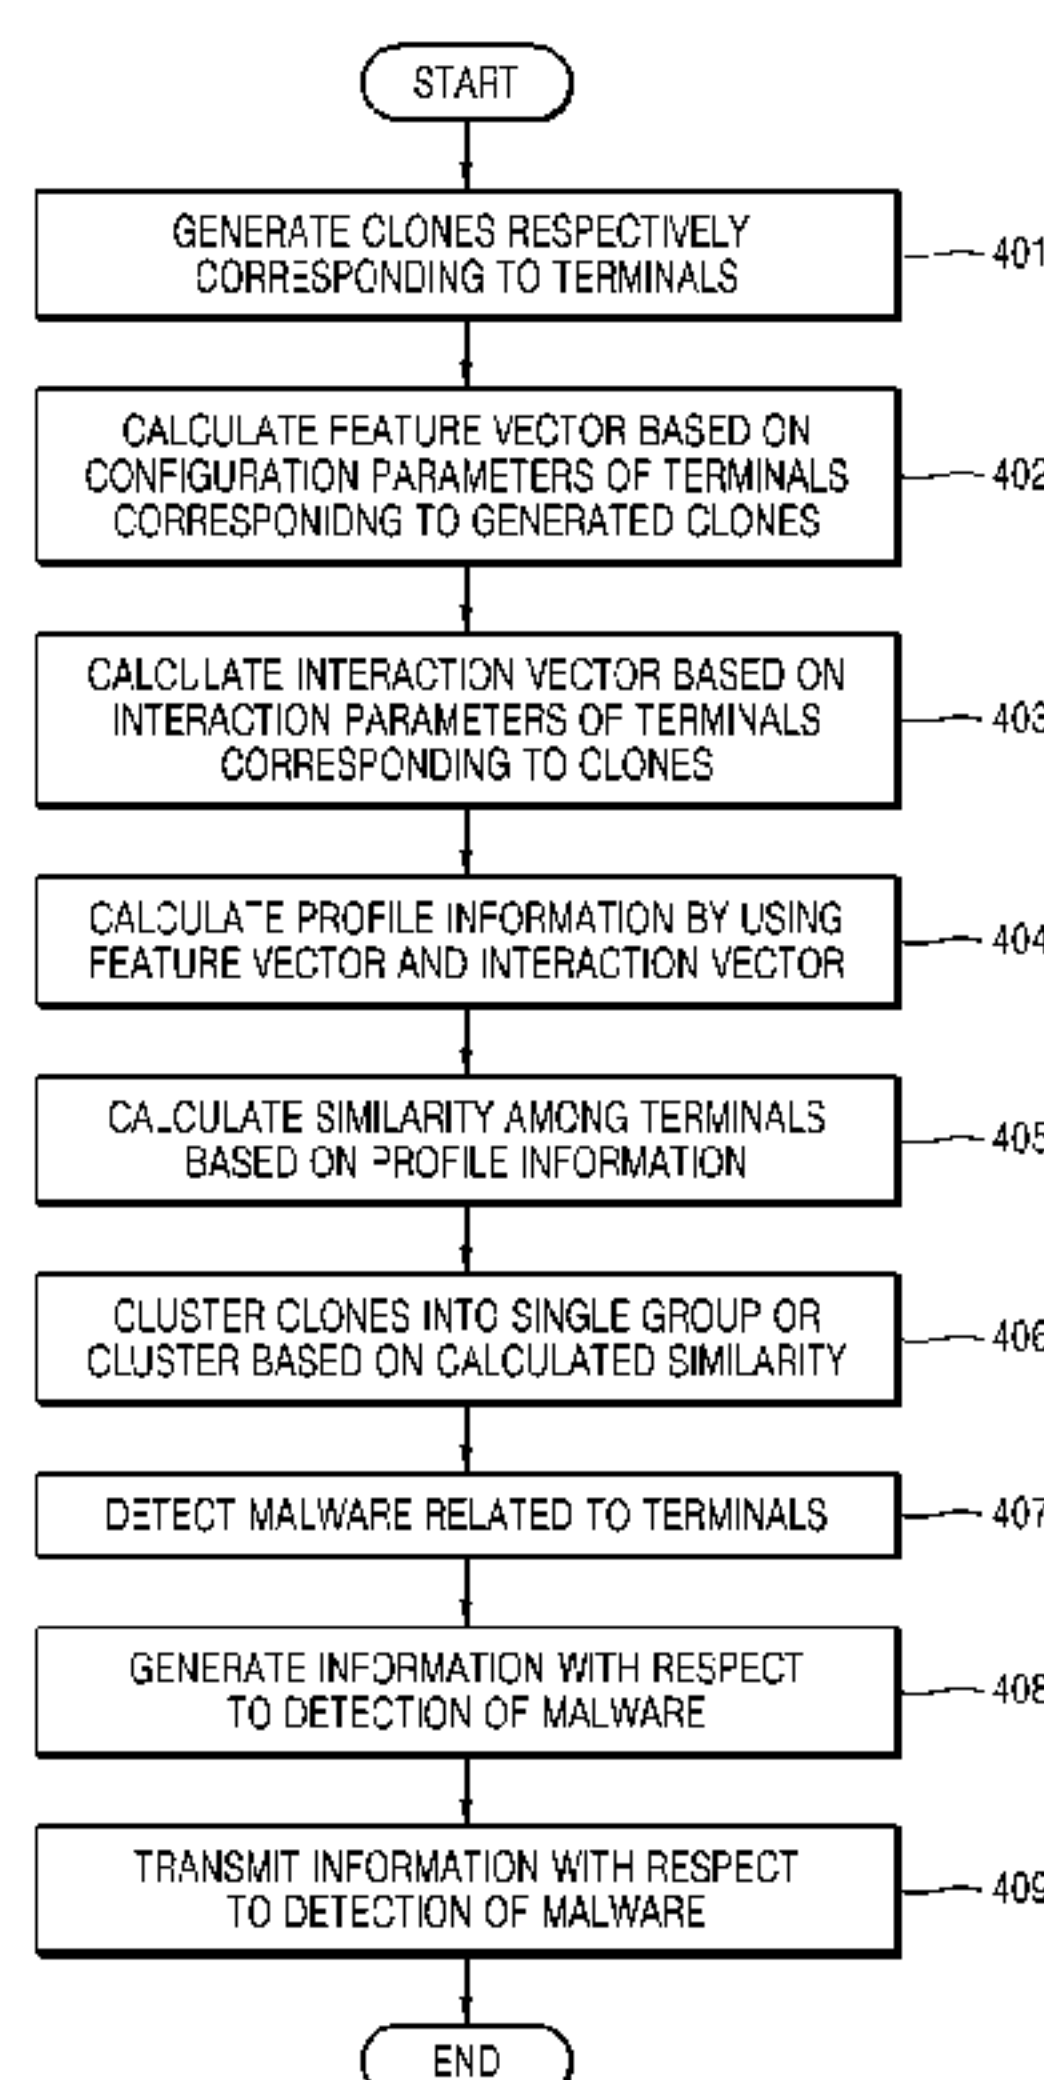 START
GENERATE CLONES RESPECTIVELY
CORRESPONDING TO TERMINALS
401
CALCULATE FEATURE VECTOR BASED ON
CONFIGURATION PARAMETERS OF TERMINALS
CORRESPONIDNG TO GENERATED CLONES
402
CALCULATE INTERACTION VECTOR BASED ON
INTERACTION PARAMETERS OF TERMINALS
CORRESPONDING TO CLONES
403
CALCULATE PROFILE INFORMATION BY USING
FEATURE VECTOR AND INTERACTION VECTOR
404
CALCULATE SIMILARITY AMONG TERMINALS
BASED ON PROFILE INFORMATION
405
CLUSTER CLONES INTO SINGLE GROUP OR
CLUSTER BASED ON CALCULATED SIMILARITY
406
DETECT MALWARE RELATED TO TERMINALS
407
GENERATE INFORMATION WITH RESPECT
TO DETECTION OF MALWARE
408
TRANSMIT INFORMATION WITH RESPECT
TO DETECTION OF MALWARE
409
END